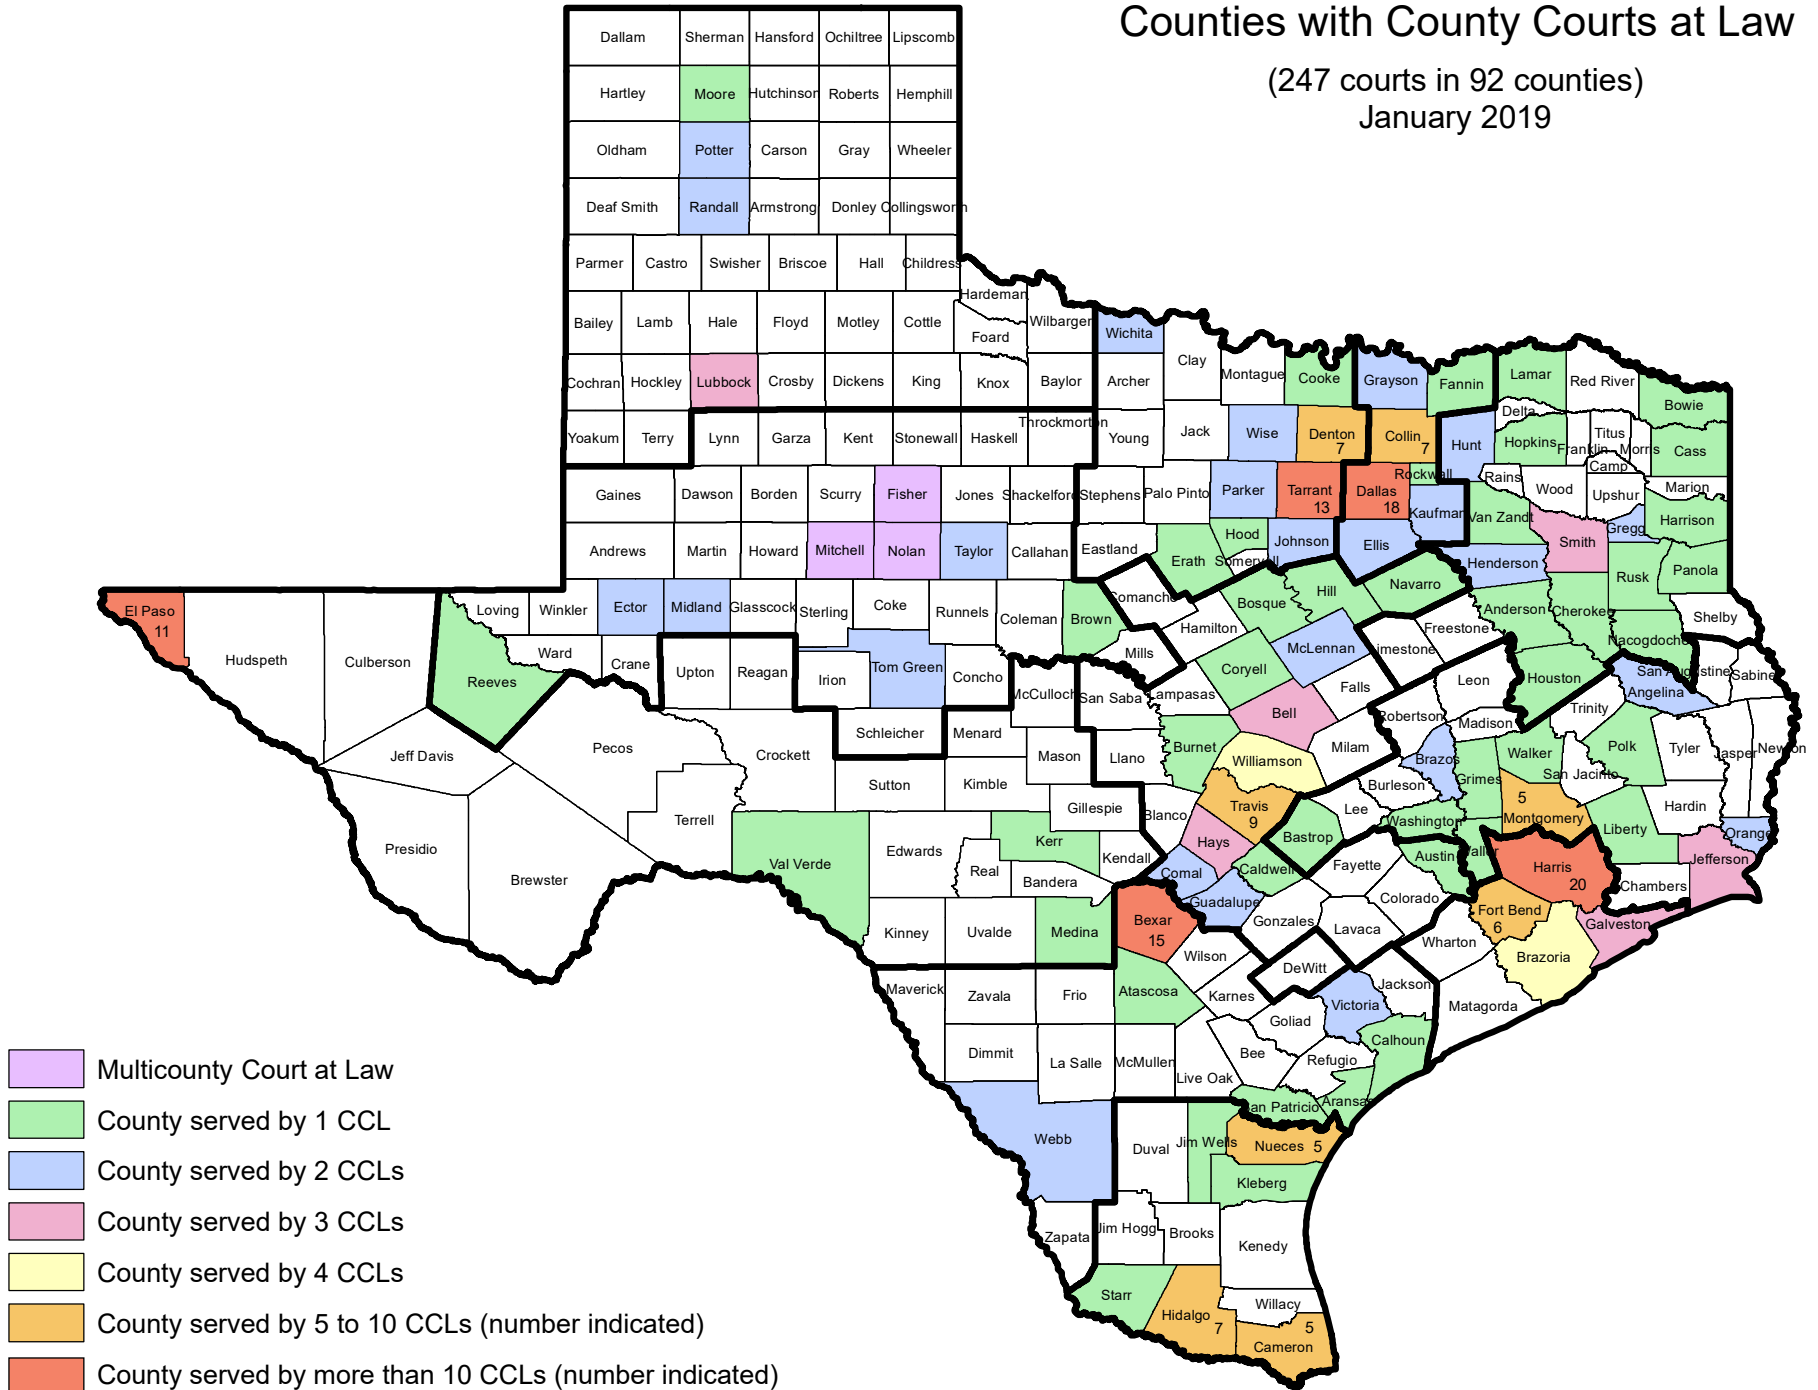 Counties with County Courts at Law
(247 courts in 92 counties)
January 2019
Dallam Sherman Hansford Ochiltree Lipscomb
Hartley Moore Hutchinson Roberts Hemphill
Oldham Potter Carson Gray Wheeler
Deaf Smith Randall Armstrong Donley Collingsworth
Parmer Castro Swisher Briscoe Hall Childress
Hardeman
Bailey Lamb Hale Floyd Motley Cottle Foard Wilbarger Wichita
Clay Montague Cooke Grayson Fannin Lamar Red River Bowie
Cochran Hockley Lubbock Crosby Dickens King Knox Baylor Archer
Delta
Yoakum Terry Lynn Garza Kent Stonewall Haskell Throckmorton Young Jack Wise Denton 7 Collin 7 Hunt Hopkins Franklin Titus Morris Cass
Camp
Gaines Dawson Borden Scurry Fisher Jones Shackelford Stephens Palo Pinto Parker Tarrant 13 Dallas 18 Rockwall Kaufman Rains Wood Upshur Marion
Van Zandt Smith Gregg Harrison
Andrews Martin Howard Mitchell Nolan Taylor Callahan Eastland Erath Hood Somervell Johnson Ellis Henderson Rusk Panola
El Paso 11 Hudspeth Culberson Reeves Loving Winkler Ector Midland Glasscock Sterling Coke Runnels Coleman Brown Comanche Hamilton Bosque Hill Navarro Anderson Cherokee Nacogdoches Shelby
Ward Crane Upton Reagan Irion Tom Green Concho McCulloch San Saba Mills Lampasas Coryell McLennan Limestone Freestone Leon Houston Angelina San Augustine Sabine
Jeff Davis Pecos Crockett Schleicher Menard Mason Llano Burnet Bell Falls Milam Robertson Madison Walker Trinity Polk Tyler Jasper Newton
Sutton Kimble Gillespie Blanco Williamson Travis 9 Burleson Brazos Grimes San Jacinto 5 Montgomery Hardin
Presidio Brewster Terrell Val Verde Edwards Real Kerr Bandera Kendall Hays Comal Caldwell Bastrop Lee Washington Austin Waller Liberty Orange Jefferson
Fayette Colorado Harris 20 Chambers
Kinney Uvalde Medina Bexar 15 Guadalupe Gonzales Lavaca Wharton Fort Bend 6 Brazoria Galveston
Maverick Zavala Frio Atascosa Wilson Karnes DeWitt Victoria Jackson Matagorda
Dimmit La Salle McMullen Live Oak Bee Goliad Refugio Calhoun
San Patricio Aransas
Webb Duval Jim Wells Nueces 5
Kleberg
Zapata Jim Hogg Brooks Kenedy
Starr Hidalgo 7 Willacy
5
Cameron
Multicounty Court at Law
County served by 1 CCL
County served by 2 CCLs
County served by 3 CCLs
County served by 4 CCLs
County served by 5 to 10 CCLs (number indicated)
County served by more than 10 CCLs (number indicated)